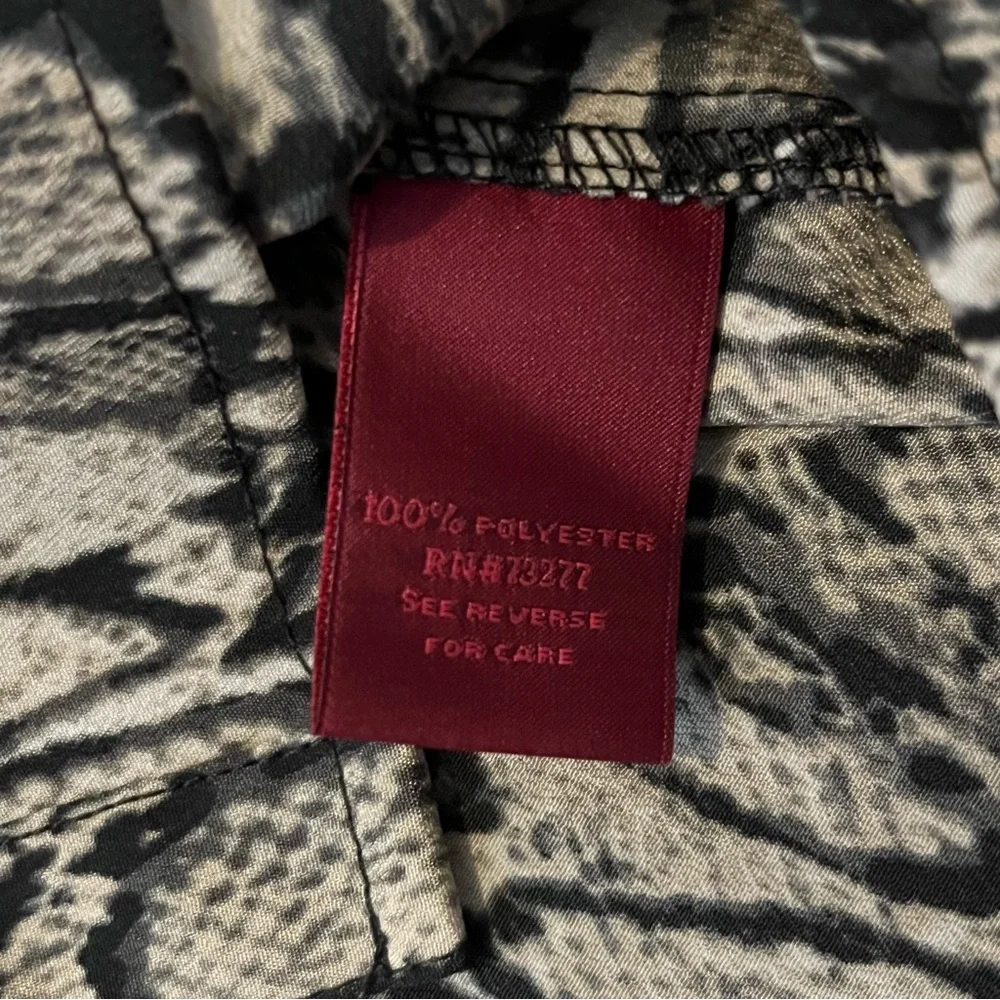 100% POLYESTER
RN#73277
SEE REVERSE
FOR CARE